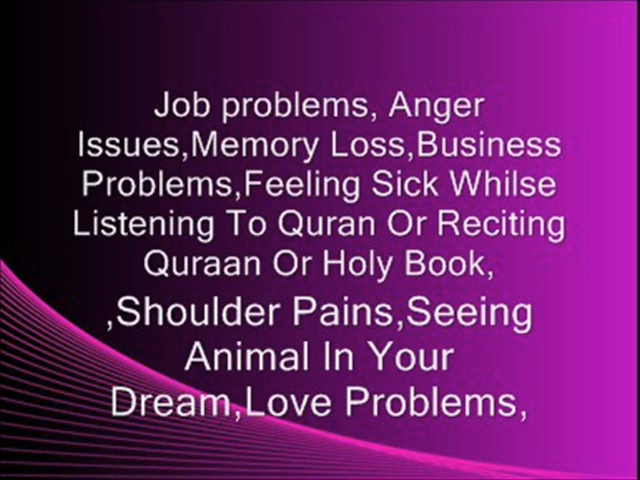 Job problems, Anger
Issues,Memory Loss,Business
Problems,Feeling Sick Whilse
Listening To Quran Or Reciting
Quraan Or Holy Book,
,Shoulder Pains,Seeing
Animal In Your
Dream,Love Problems,